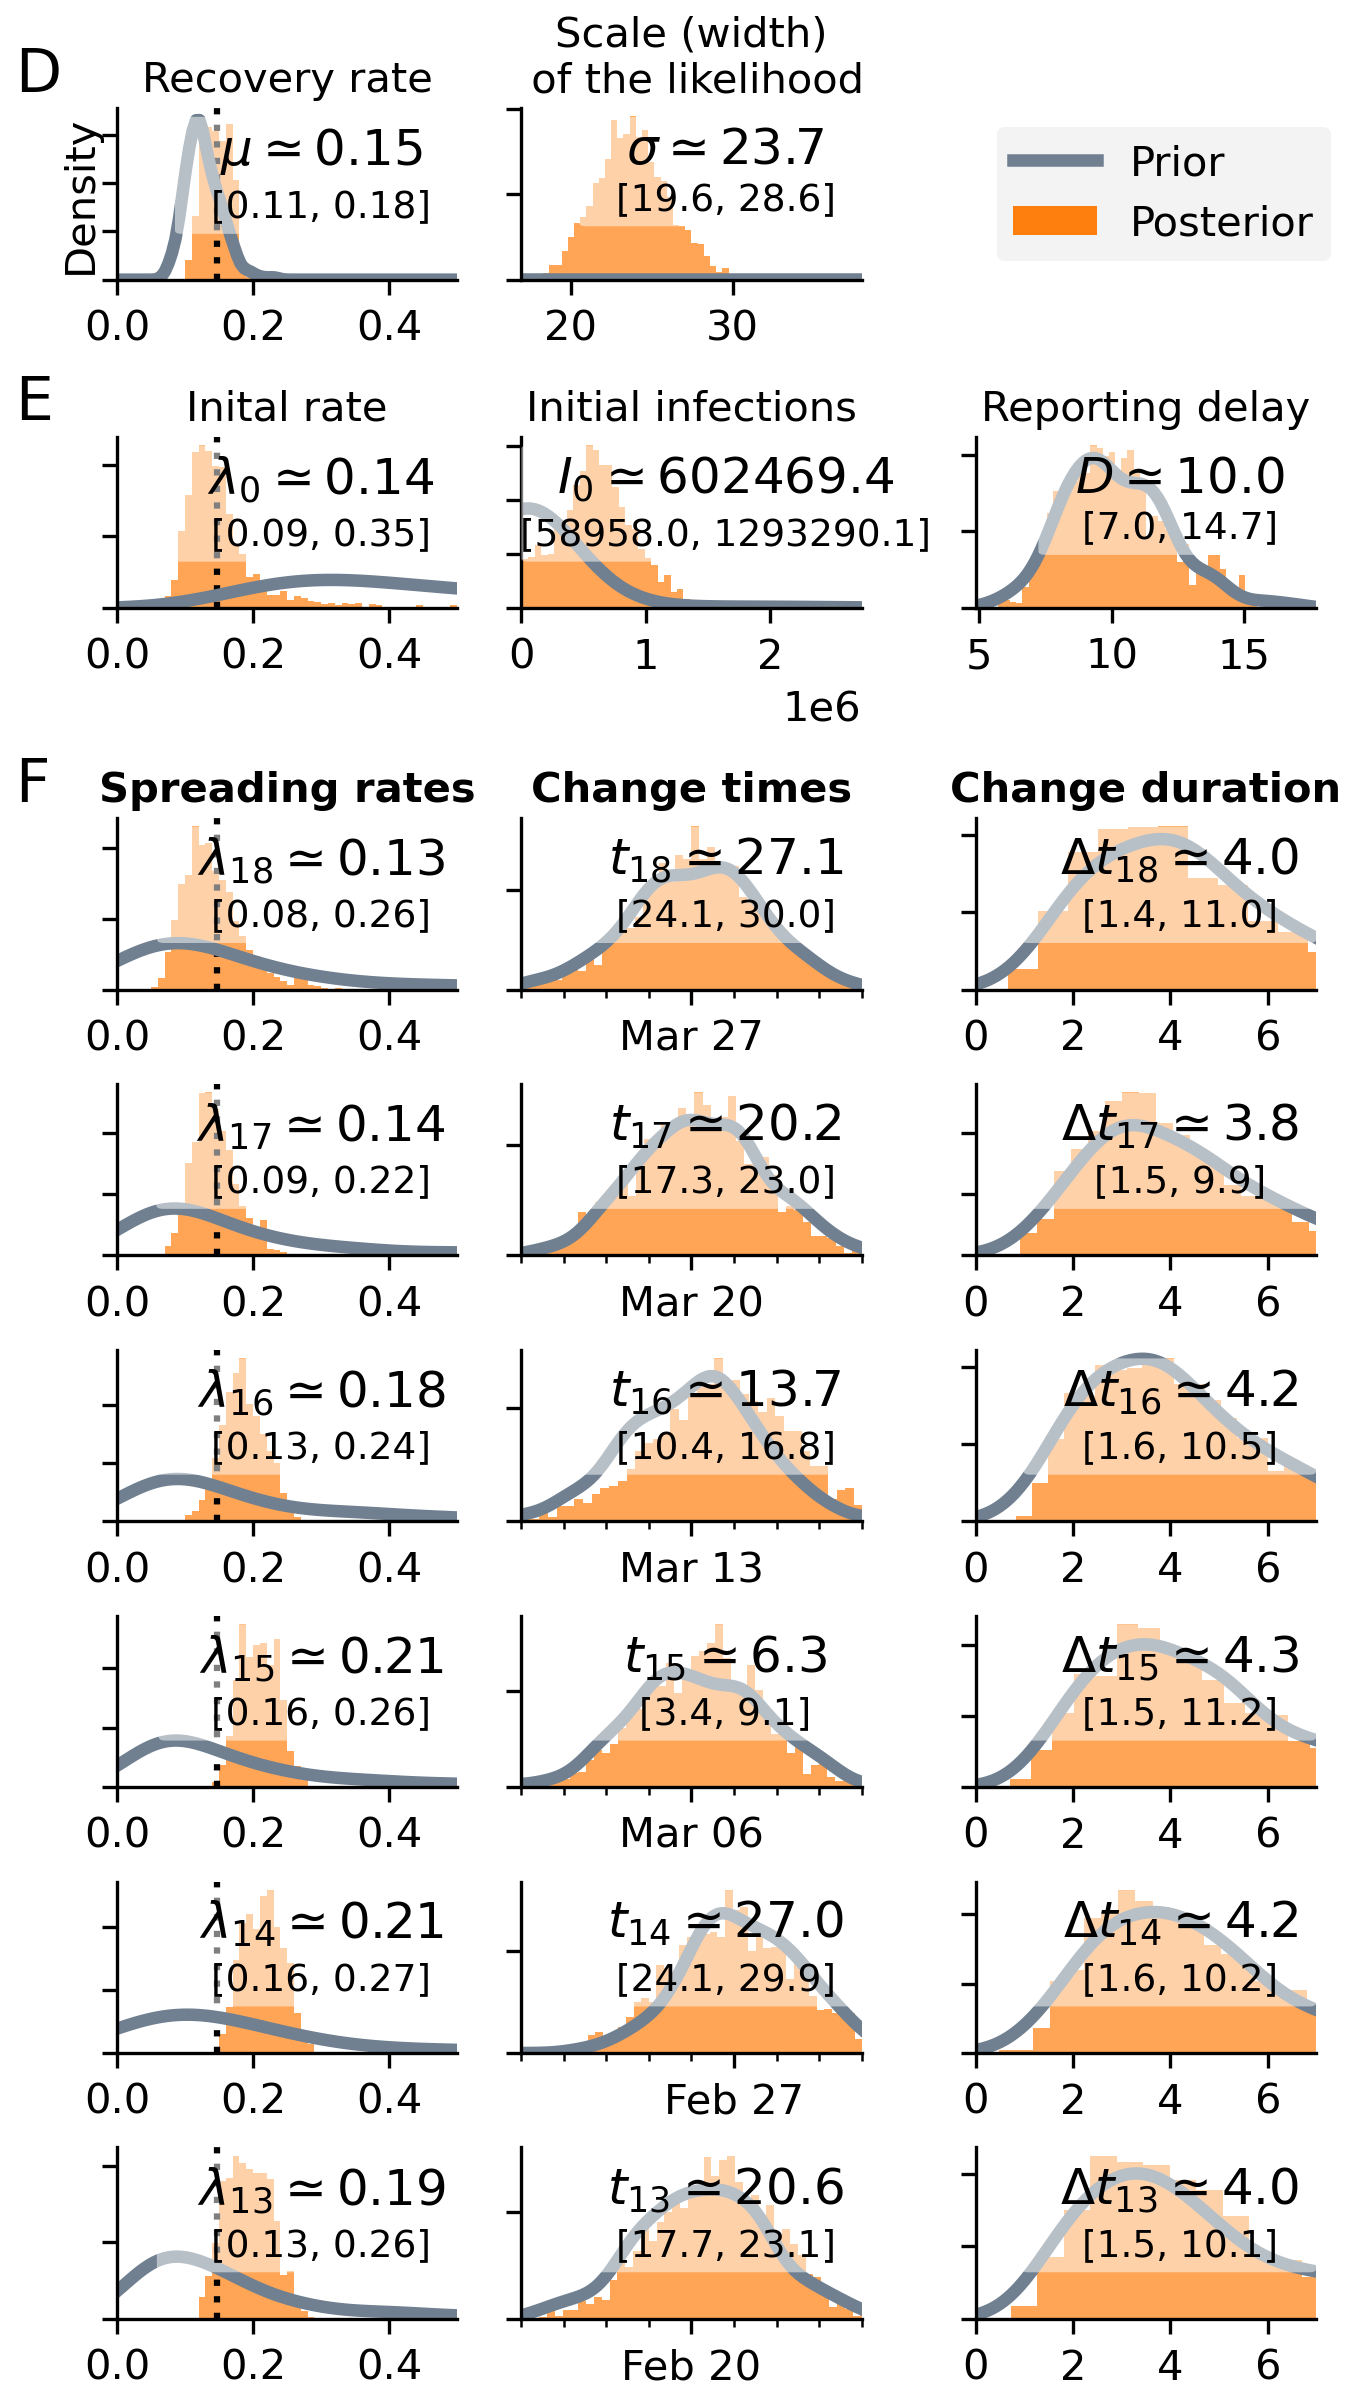 D
Recovery rate
Scale (width)
of the likelihood
Density
μ ≃ 0.15
[0.11, 0.18]
0.0 0.2 0.4
σ ≃ 23.7
[19.6, 28.6]
20 30
Prior
Posterior
E
Inital rate
λ0 ≃ 0.14
[0.09, 0.35]
0.0 0.2 0.4
Initial infections
I0 ≃ 602469.4
[58958.0, 1293290.1]
0 1 2
1e6
Reporting delay
D ≃ 10.0
[7.0, 14.7]
5 10 15
F
Spreading rates
Change times
Change duration
λ18 ≃ 0.13
[0.08, 0.26]
0.0 0.2 0.4
t18 ≃ 27.1
[24.1, 30.0]
Mar 27
Δt18 ≃ 4.0
[1.4, 11.0]
0 2 4 6
λ17 ≃ 0.14
[0.09, 0.22]
0.0 0.2 0.4
t17 ≃ 20.2
[17.3, 23.0]
Mar 20
Δt17 ≃ 3.8
[1.5, 9.9]
0 2 4 6
λ16 ≃ 0.18
[0.13, 0.24]
0.0 0.2 0.4
t16 ≃ 13.7
[10.4, 16.8]
Mar 13
Δt16 ≃ 4.2
[1.6, 10.5]
0 2 4 6
λ15 ≃ 0.21
[0.16, 0.26]
0.0 0.2 0.4
t15 ≃ 6.3
[3.4, 9.1]
Mar 06
Δt15 ≃ 4.3
[1.5, 11.2]
0 2 4 6
λ14 ≃ 0.21
[0.16, 0.27]
0.0 0.2 0.4
t14 ≃ 27.0
[24.1, 29.9]
Feb 27
Δt14 ≃ 4.2
[1.6, 10.2]
0 2 4 6
λ13 ≃ 0.19
[0.13, 0.26]
0.0 0.2 0.4
t13 ≃ 20.6
[17.7, 23.1]
Feb 20
Δt13 ≃ 4.0
[1.5, 10.1]
0 2 4 6